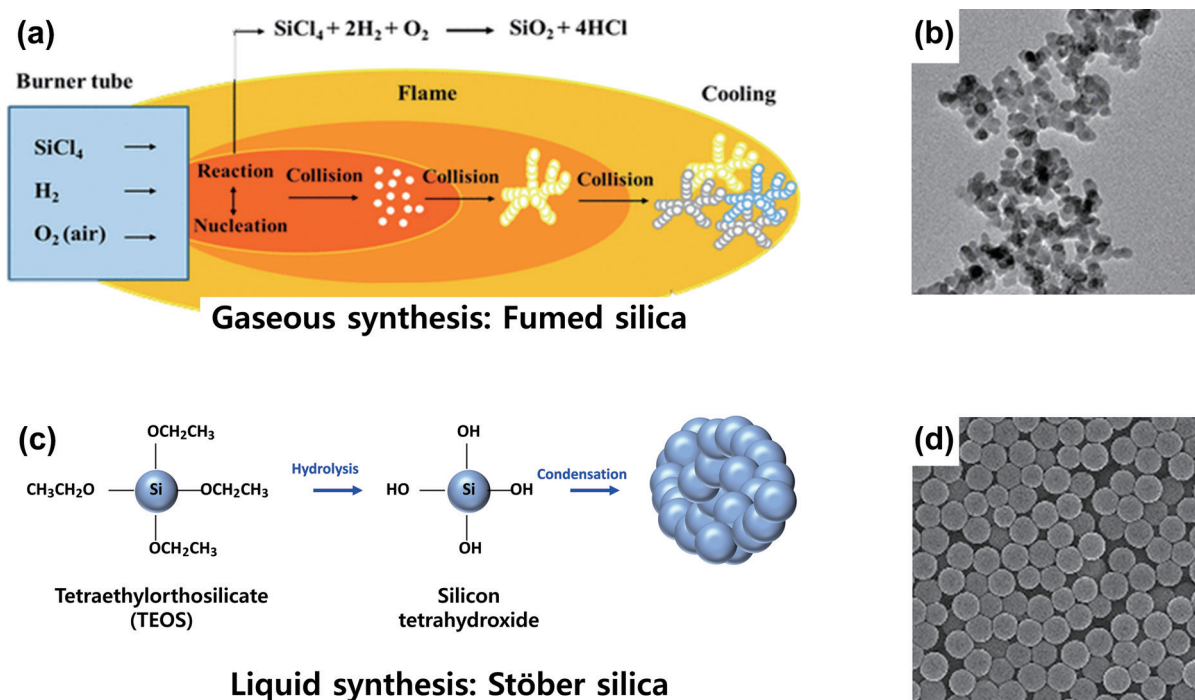 (a)
SiCl4 + 2H2 + O2 → SiO2 + 4HCl
Burner tube
Flame
Cooling
SiCl4
H2
O2 (air)
Reaction
Nucleation
Collision
Collision
Collision
Gaseous synthesis: Fumed silica
(b)
(c)
OCH2CH3
CH3CH2O
Si
OCH2CH3
OCH2CH3
Hydrolysis
OH
HO
Si
OH
OH
Condensation
Tetraethylorthosilicate
(TEOS)
Silicon
tetrahydroxide
Liquid synthesis: Stöber silica
(d)